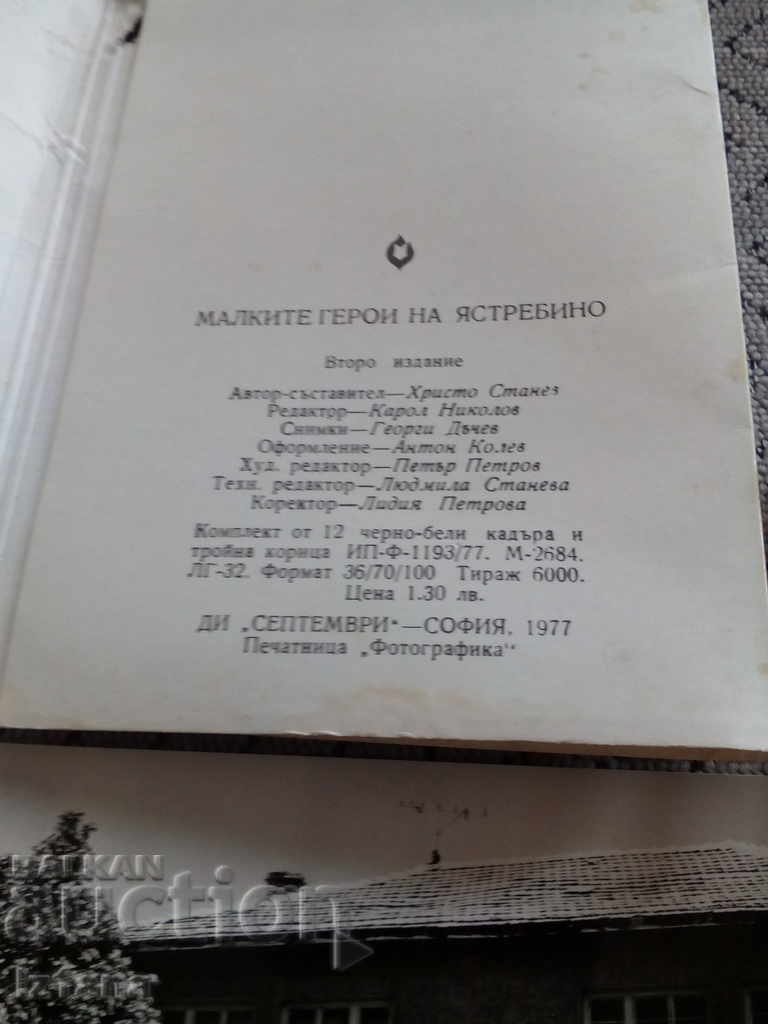 МАЛКИТЕ ГЕРОИ НА ЯСТРЕБИНО
Второ издание
Автор-съставител—Христо Станев
Редактор—Карол Николов
Снимки—Георги Дъчев
Оформление—Антон Колев
Худ. редактор—Петър Петров
Техн. редактор—Людмила Станева
Коректор—Лидия Петрова
Комплект от 12 черно-бели кадъра и
тройна корица ИП-Ф-1193/77. М-2684.
ЛГ-32. Формат 36/70/100 Тираж 6000.
Цена 1.30 лв.
ДИ „СЕПТЕМВРИ"—СОФИЯ, 1977
Печатница „Фотографика"
BALKAN
auction
Izbena